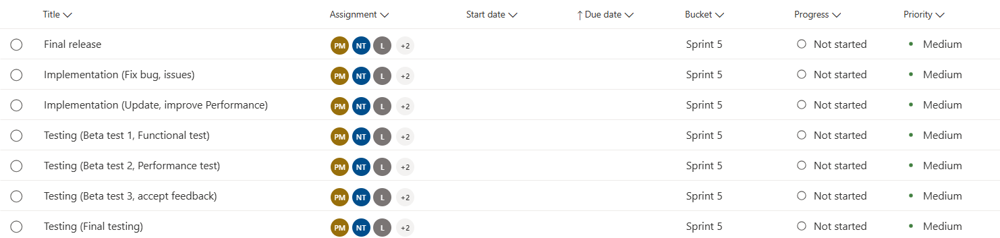 Title Assignment Start date Due date Bucket Progress Priority
Final release PM NT L +2 Sprint 5 Not started Medium
Implementation (Fix bug, issues) PM NT L +2 Sprint 5 Not started Medium
Implementation (Update, improve Performance) PM NT L +2 Sprint 5 Not started Medium
Testing (Beta test 1, Functional test) PM NT L +2 Sprint 5 Not started Medium
Testing (Beta test 2, Performance test) PM NT L +2 Sprint 5 Not started Medium
Testing (Beta test 3, accept feedback) PM NT L +2 Sprint 5 Not started Medium
Testing (Final testing) PM NT L +2 Sprint 5 Not started Medium